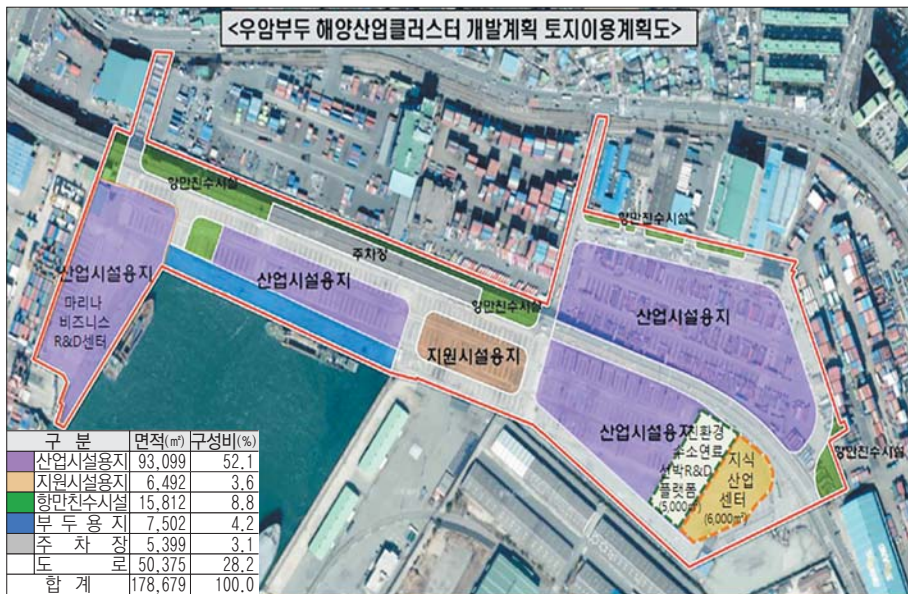 <우암부두 해양산업클러스터 개발계획 토지이용계획도>
항만친수시설
항만친수시설
주차장
산업시설용지
마리나
비즈니스
R&D센터
산업시설용지
항만친수시설
산업시설용지
지원시설용지
산업시설용지
친환경
수소연료
선박R&D
플랫폼
(5,000㎡)
지식
산업
센터
(6,000㎡)
항만친수시설
구 분 면적(㎡) 구성비(%)
산업시설용지 93,099 52.1
지원시설용지 6,492 3.6
항만친수시설 15,812 8.8
부 두 용 지 7,502 4.2
주 차 장 5,399 3.1
도 로 50,375 28.2
합 계 178,679 100.0